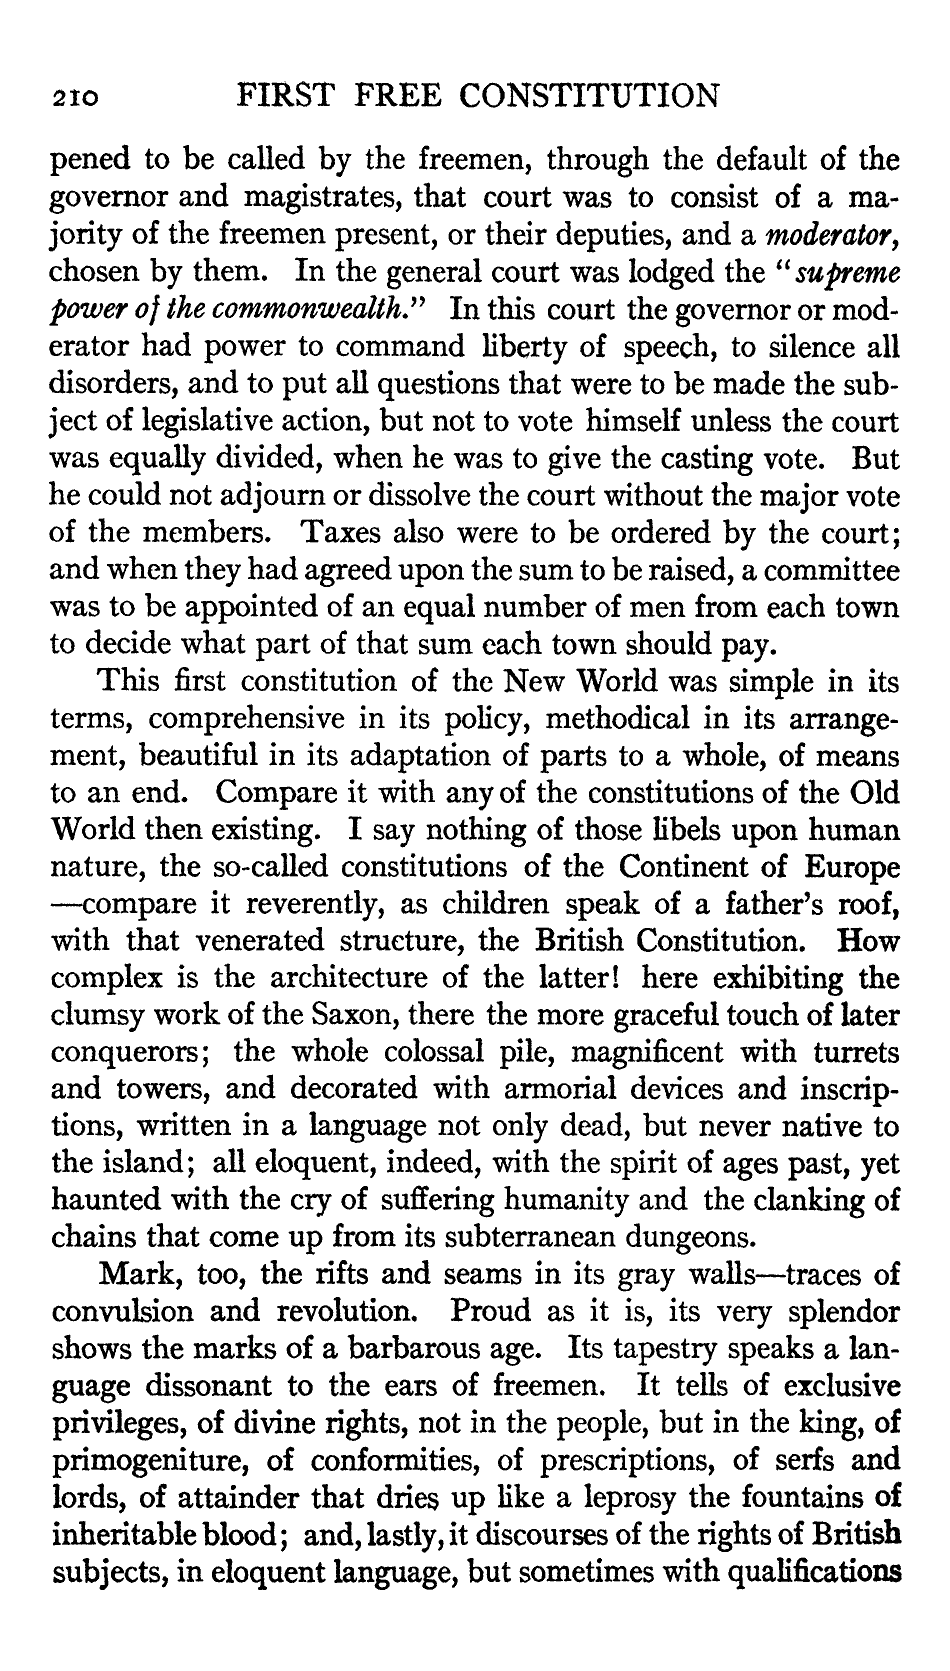 210 FIRST FREE CONSTITUTION
pened to be called by the freemen, through the default of the
governor and magistrates, that court was to consist of a ma-
jority of the freemen present, or their deputies, and a moderator,
chosen by them. In the general court was lodged the "supreme
power of the commonwealth." In this court the governor or mod-
erator had power to command liberty of speech, to silence all
disorders, and to put all questions that were to be made the sub-
ject of legislative action, but not to vote himself unless the court
was equally divided, when he was to give the casting vote. But
he could not adjourn or dissolve the court without the major vote
of the members. Taxes also were to be ordered by the court;
and when they had agreed upon the sum to be raised, a committee
was to be appointed of an equal number of men from each town
to decide what part of that sum each town should pay.
This first constitution of the New World was simple in its
terms, comprehensive in its policy, methodical in its arrange-
ment, beautiful in its adaptation of parts to a whole, of means
to an end. Compare it with any of the constitutions of the Old
World then existing. I say nothing of those libels upon human
nature, the so-called constitutions of the Continent of Europe
—compare it reverently, as children speak of a father's roof,
with that venerated structure, the British Constitution. How
complex is the architecture of the latter! here exhibiting the
clumsy work of the Saxon, there the more graceful touch of later
conquerors; the whole colossal pile, magnificent with turrets
and towers, and decorated with armorial devices and inscrip-
tions, written in a language not only dead, but never native to
the island; all eloquent, indeed, with the spirit of ages past, yet
haunted with the cry of suffering humanity and the clanking of
chains that come up from its subterranean dungeons.
Mark, too, the rifts and seams in its gray walls—traces of
convulsion and revolution. Proud as it is, its very splendor
shows the marks of a barbarous age. Its tapestry speaks a lan-
guage dissonant to the ears of freemen. It tells of exclusive
privileges, of divine rights, not in the people, but in the king, of
primogeniture, of conformities, of prescriptions, of serfs and
lords, of attainder that dries up like a leprosy the fountains of
inheritable blood; and, lastly, it discourses of the rights of British
subjects, in eloquent language, but sometimes with qualifications